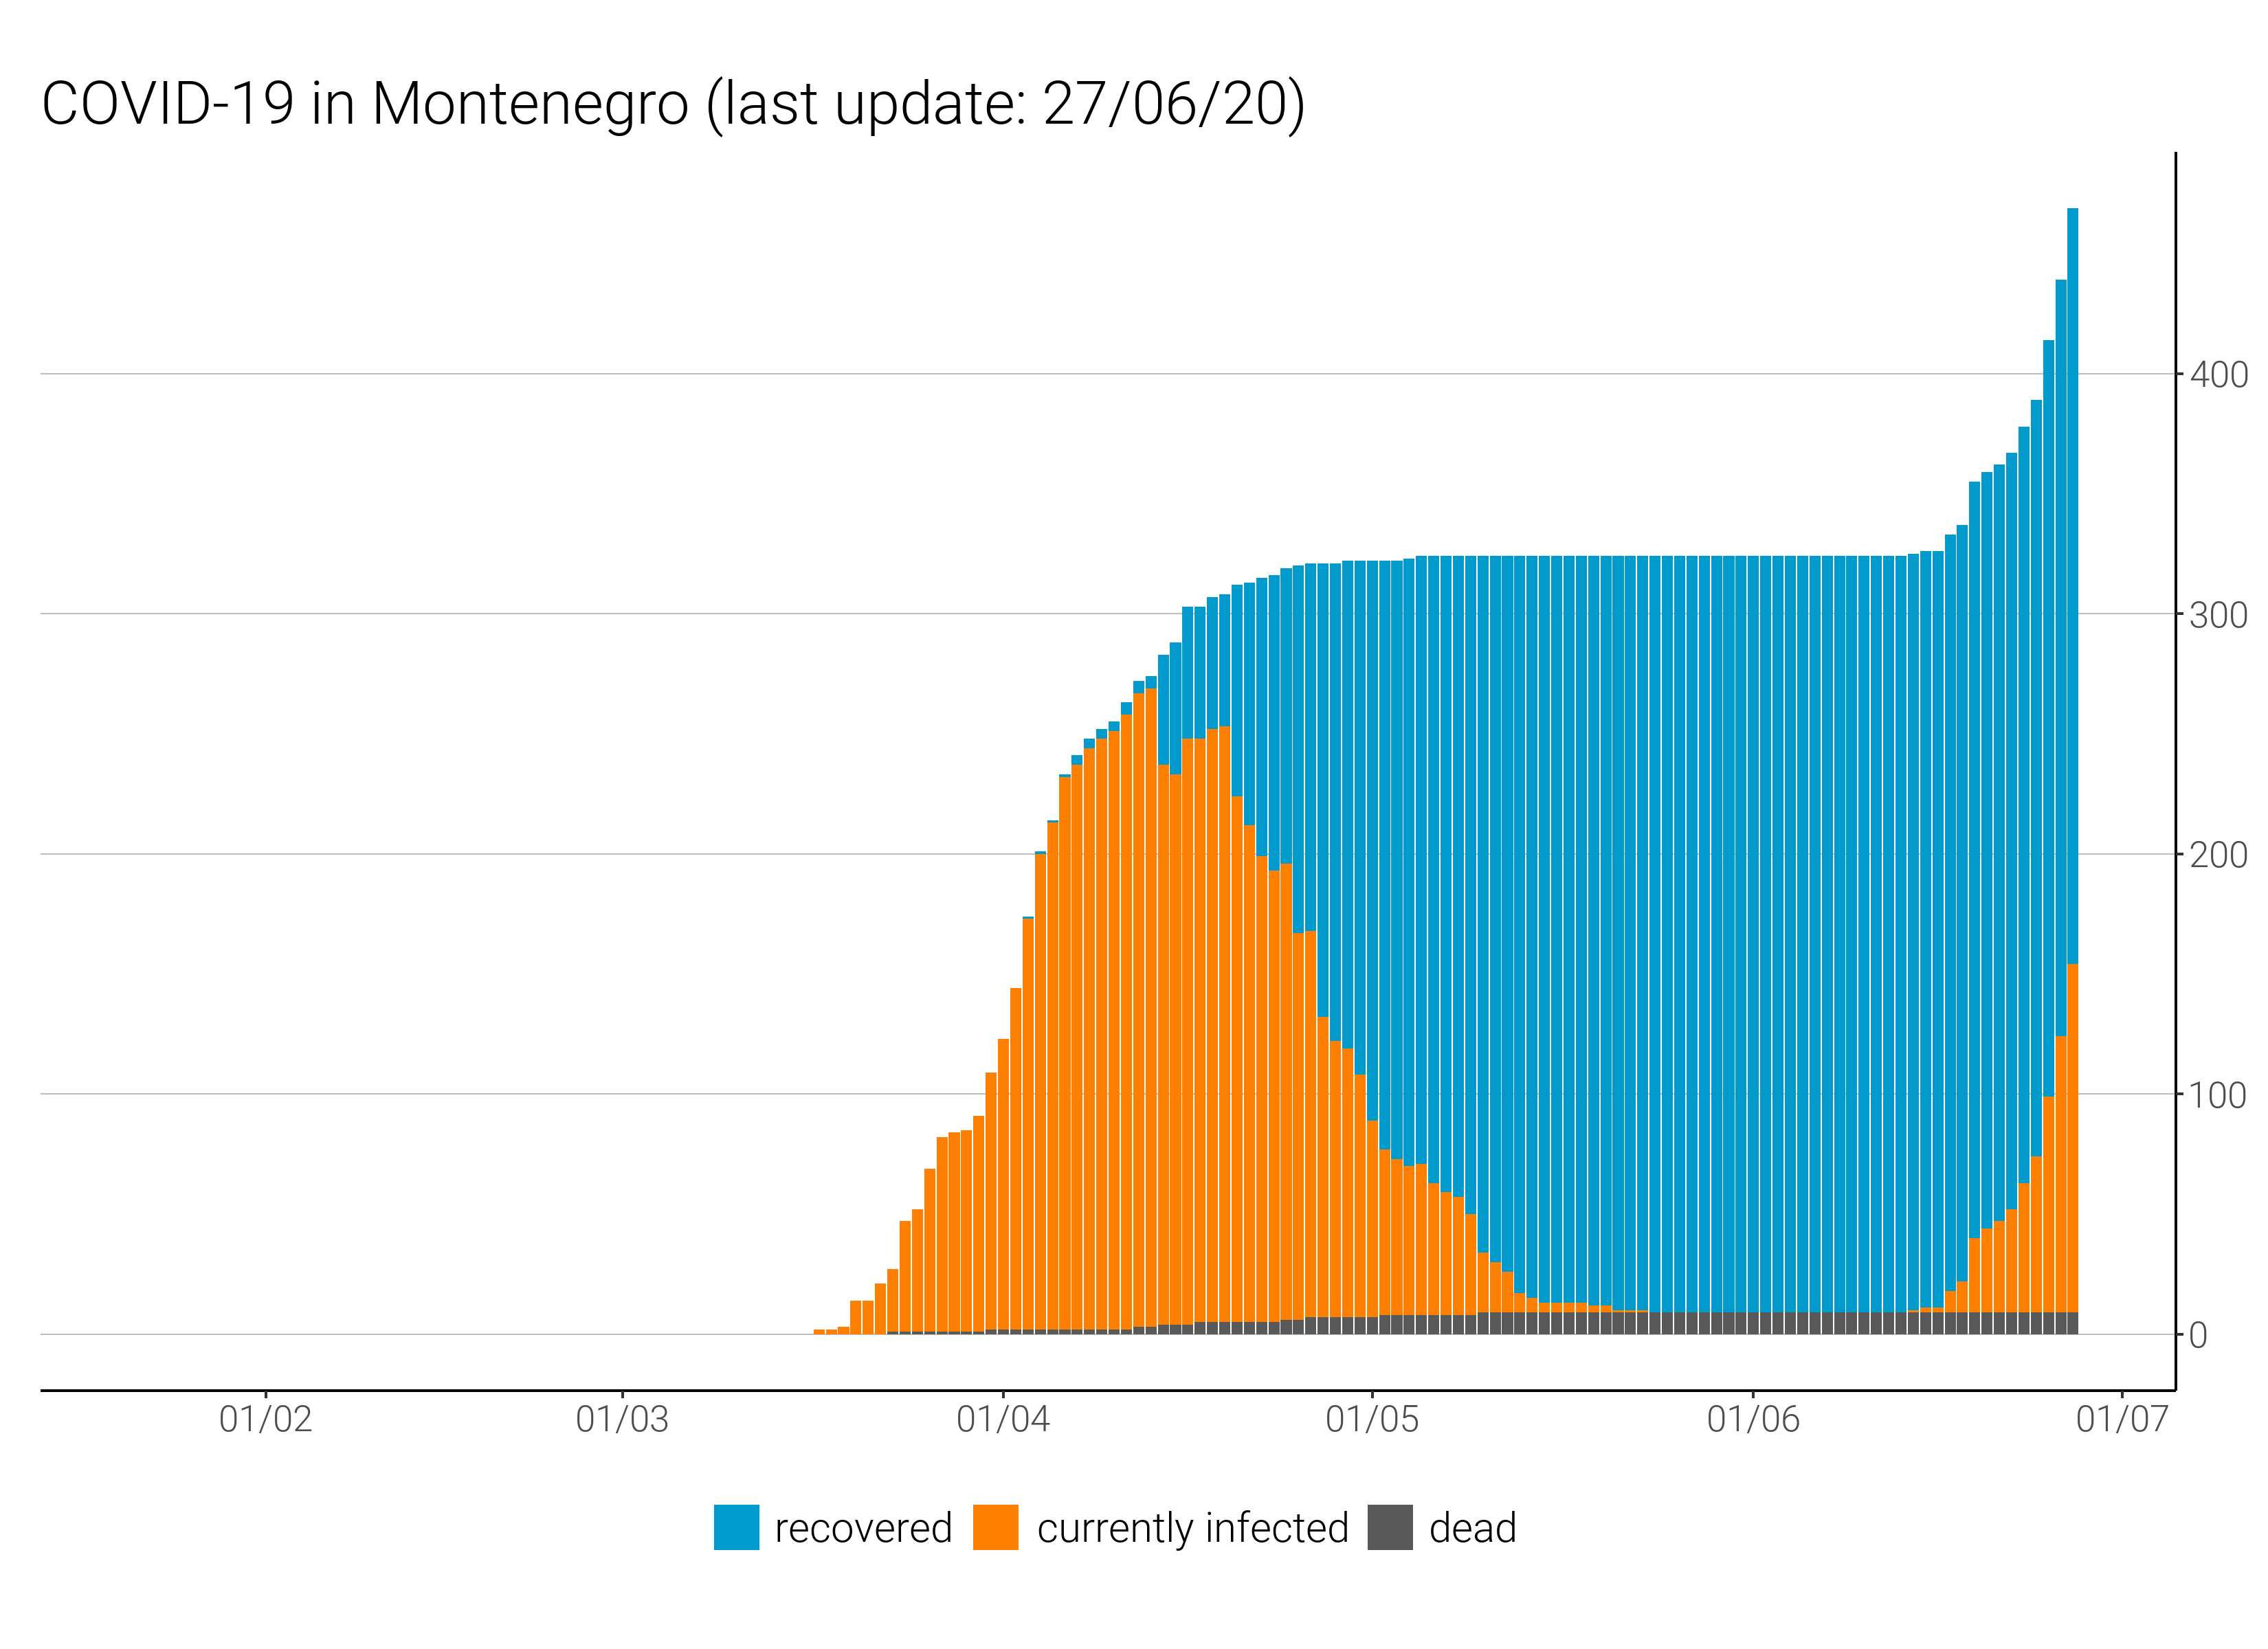 COVID-19 in Montenegro (last update: 27/06/20)
400
300
200
100
0
01/02 01/03 01/04 01/05 01/06 01/07
recovered currently infected dead